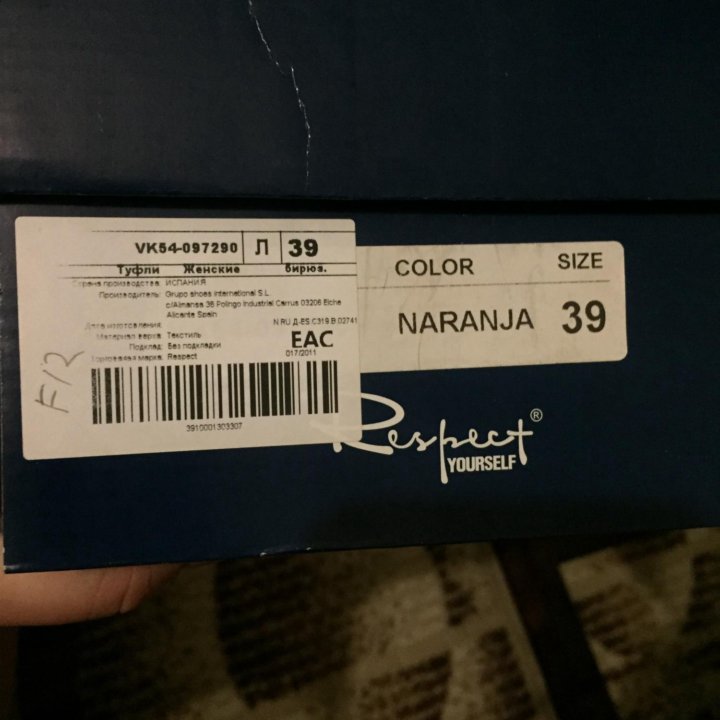 VK54-097290 Л 39
Туфли Женские бирюз.
Страна производства: ИСПАНИЯ
Производитель: Grupo shoes international S.L.
c/Almansa 36 Poligno Industrial Carrus 03206 Elche
Alicante Spain
Дата изготовления
N RU Д-ES.C319.B.02741
Материал верха: Текстиль
Подклад: Без подкладки
Торговая марка: Respect
EAC
017/2011
3910001303307
F/2
COLOR SIZE
NARANJA 39
Respect®
YOURSELF